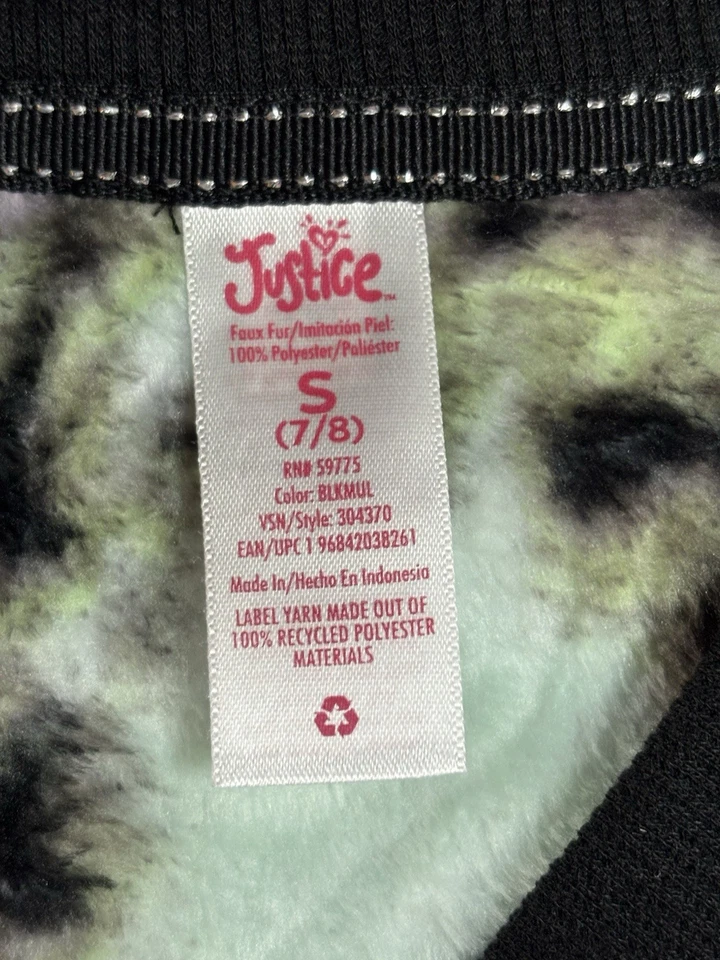 Justice™
Faux Fur/Imitación Piel:
100% Polyester/Poliéster
S
(7/8)
RN# 59775
Color: BLKMUL
VSN/Style: 304370
EAN/UPC 1 96842038261
Made In/Hecho En Indonesia
LABEL YARN MADE OUT OF
100% RECYCLED POLYESTER
MATERIALS